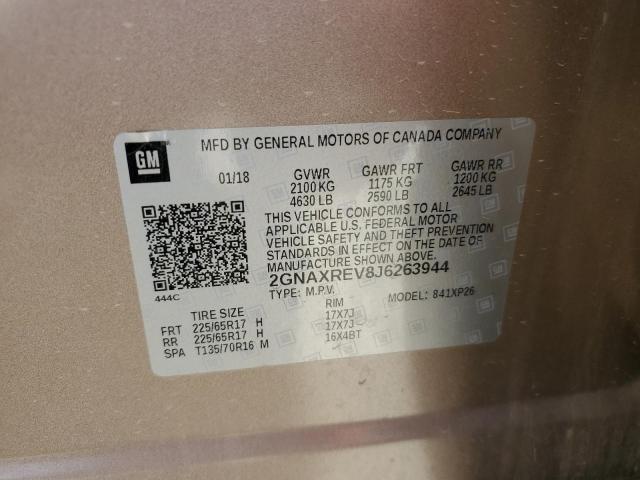 GM
MFD BY GENERAL MOTORS OF CANADA COMPANY
01/18 GVWR GAWR FRT GAWR RR
2100 KG 1175 KG 1200 KG
4630 LB 2590 LB 2645 LB
THIS VEHICLE CONFORMS TO ALL
APPLICABLE U.S. FEDERAL MOTOR
VEHICLE SAFETY AND THEFT PREVENTION
STANDARDS IN EFFECT ON THE DATE OF
2GNAXREV8J6263944
444C
TYPE: M.P.V. MODEL: 841XP26
TIRE SIZE RIM
FRT 225/65R17 H 17X7J
RR 225/65R17 H 17X7J
SPA T135/70R16 M 16X4BT